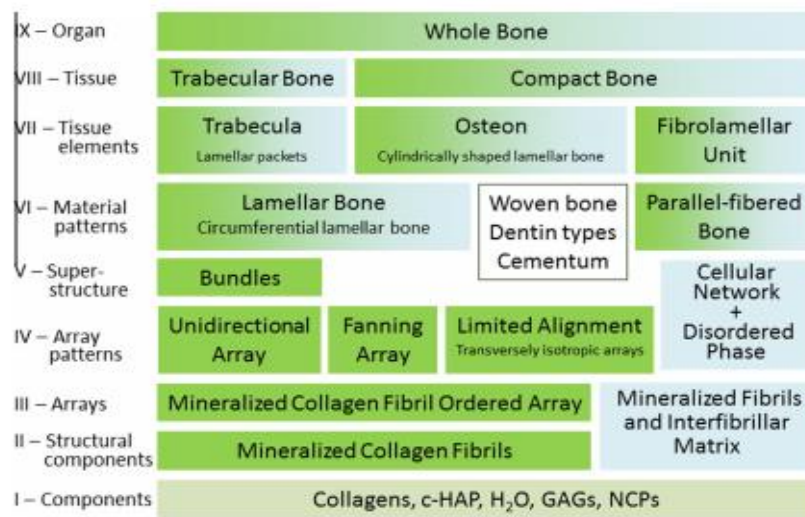 IX – Organ
Whole Bone
VIII – Tissue
Trabecular Bone
Compact Bone
VII – Tissue
elements
Trabecula
Lamellar packets
Osteon
Cylindrically shaped lamellar bone
Fibrolamellar
Unit
VI – Material
patterns
Lamellar Bone
Circumferential lamellar bone
Woven bone
Dentin types
Cementum
Parallel-fibered
Bone
V – Super-
structure
Bundles
Cellular
Network
+
Disordered
Phase
IV – Array
patterns
Unidirectional
Array
Fanning
Array
Limited Alignment
Transversely isotropic arrays
III – Arrays
Mineralized Collagen Fibril Ordered Array
Mineralized Fibrils
and Interfibrillar
Matrix
II – Structural
components
Mineralized Collagen Fibrils
I – Components
Collagens, c-HAP, H₂O, GAGs, NCPs